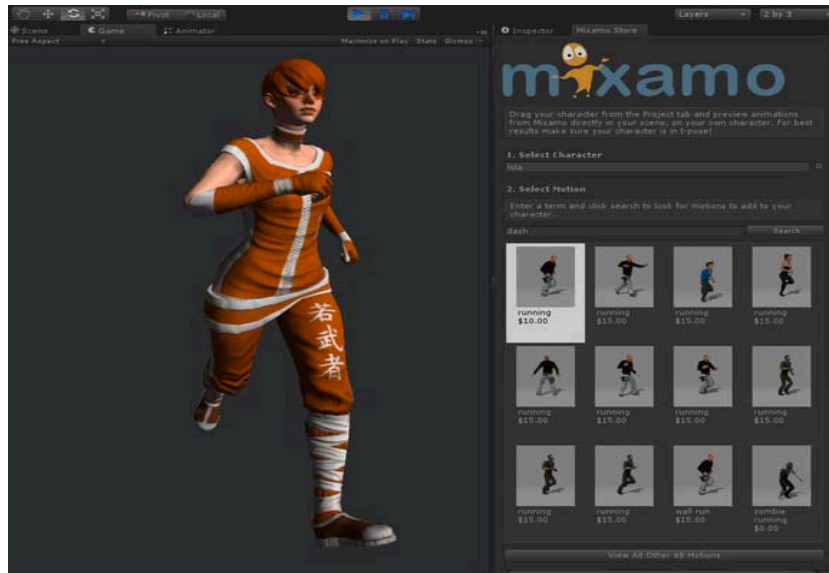 Pivot Local
Layers
2 by 3
Scene
Game
Animator
Free Aspect
Maximize on Play Stats Gizmos
Inspector
Mixamo Store
mixamo
Drag your character from the Project tab and preview animations
from Mixamo directly in your scene, on your own character. For best
results make sure your character is in t-pose!
1. Select Character
lola
2. Select Motion
Enter a term and click search to look for motions to add to your
character.
dash
Search
running
$10.00
running
$15.00
running
$15.00
running
$15.00
running
$15.00
running
$15.00
running
$15.00
running
$15.00
running
$15.00
running
$15.00
wall run
$15.00
zombie
running
$0.00
View All Other 68 Motions
若
武
者